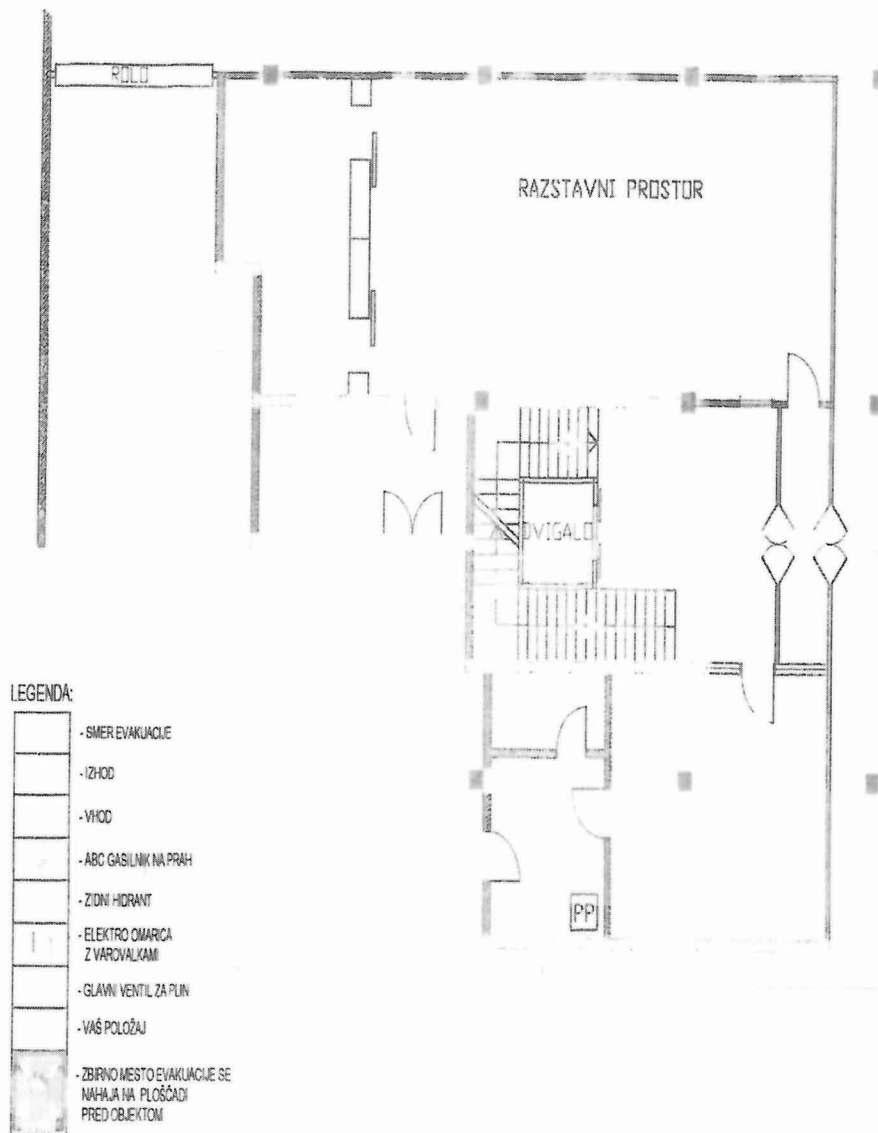 ROLO
RAZSTAVNI PROSTOR
DVIGALO
LEGENDA:
- SMER EVAKUACIJE
- IZHOD
- VHOD
- ABC GASILNIK NA PRAH
- ZIDNI HIDRANT
- ELEKTRO OMARICA
Z VAROVALKAMI
- GLAVNI VENTIL ZA PLIN
- VAŠ POLOŽAJ
- ZBIRNO MESTO EVAKUACIJE SE
NAHAJA NA PLOŠČADI
PRED OBJEKTOM
PP